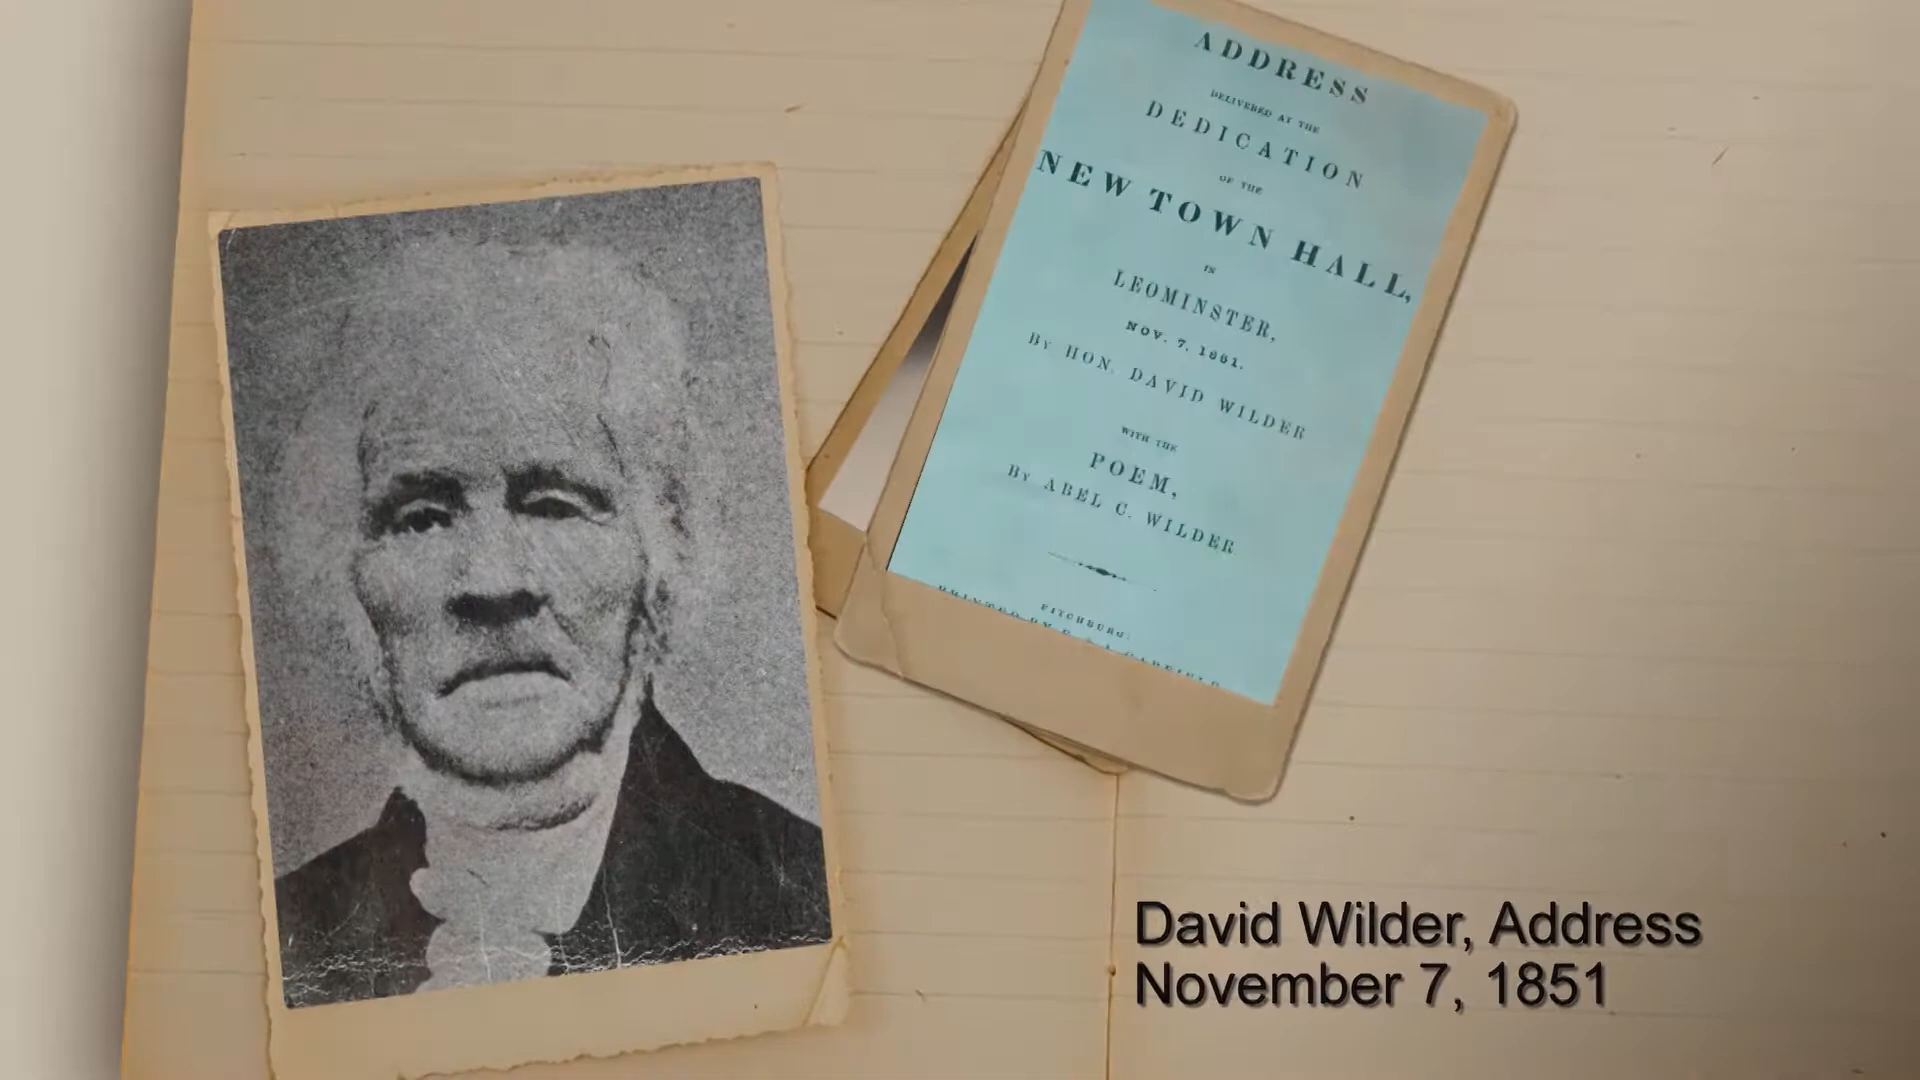 ADDRESS
DELIVERED AT THE
DEDICATION
OF THE
NEW TOWN HALL,
IN
LEOMINSTER,
NOV. 7, 1851.
By HON. DAVID WILDER
WITH THE
POEM,
By ABEL C. WILDER
FITCHBURG:
David Wilder, Address
November 7, 1851